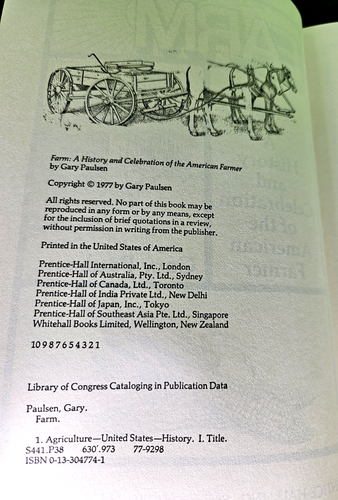 Farm: A History and Celebration of the American Farmer
by Gary Paulsen
Copyright © 1977 by Gary Paulsen
All rights reserved. No part of this book may be
reproduced in any form or by any means, except
for the inclusion of brief quotations in a review,
without permission in writing from the publisher.
Printed in the United States of America
Prentice-Hall International, Inc., London
Prentice-Hall of Australia, Pty. Ltd., Sydney
Prentice-Hall of Canada, Ltd., Toronto
Prentice-Hall of India Private Ltd., New Delhi
Prentice-Hall of Japan, Inc., Tokyo
Prentice-Hall of Southeast Asia Pte. Ltd., Singapore
Whitehall Books Limited, Wellington, New Zealand
10 9 8 7 6 5 4 3 2 1
Library of Congress Cataloging in Publication Data
Paulsen, Gary.
Farm.
1. Agriculture—United States—History. I. Title.
S441.P38 630'.973 77-9298
ISBN 0-13-304774-1